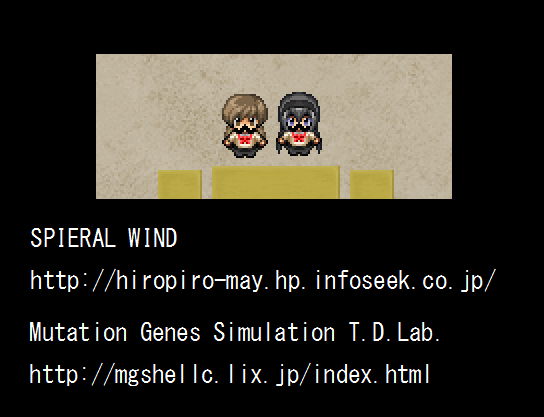 SPIERAL WIND
http://hiropiro-may.hp.infoseek.co.jp/
Mutation Genes Simulation T.D.Lab.
http://mgshellc.lix.jp/index.html